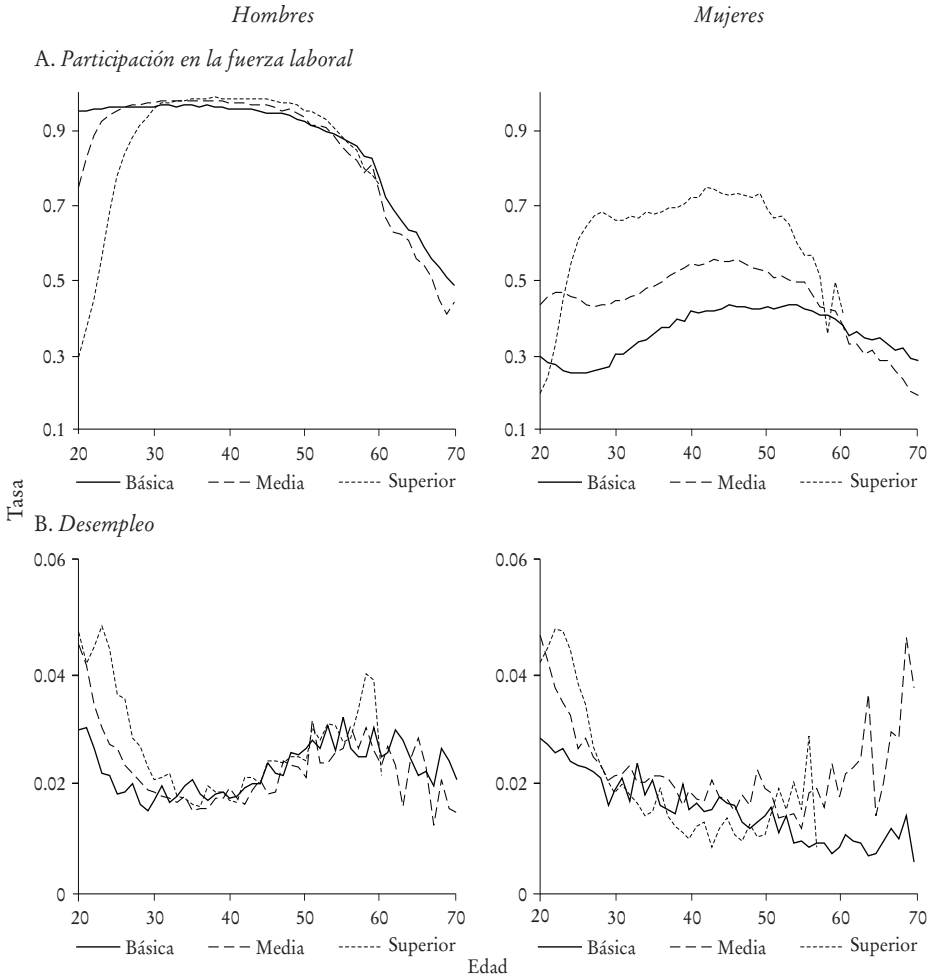 Hombres
Mujeres
A. Participación en la fuerza laboral
0.9
0.7
0.5
0.3
0.1
20 30 40 50 60 70
Básica Media Superior
0.9
0.7
0.5
0.3
0.1
20 30 40 50 60 70
Básica Media Superior
Tasa
B. Desempleo
0.06
0.04
0.02
0
20 30 40 50 60 70
Básica Media Superior
0.06
0.04
0.02
0
20 30 40 50 60 70
Básica Media Superior
Edad